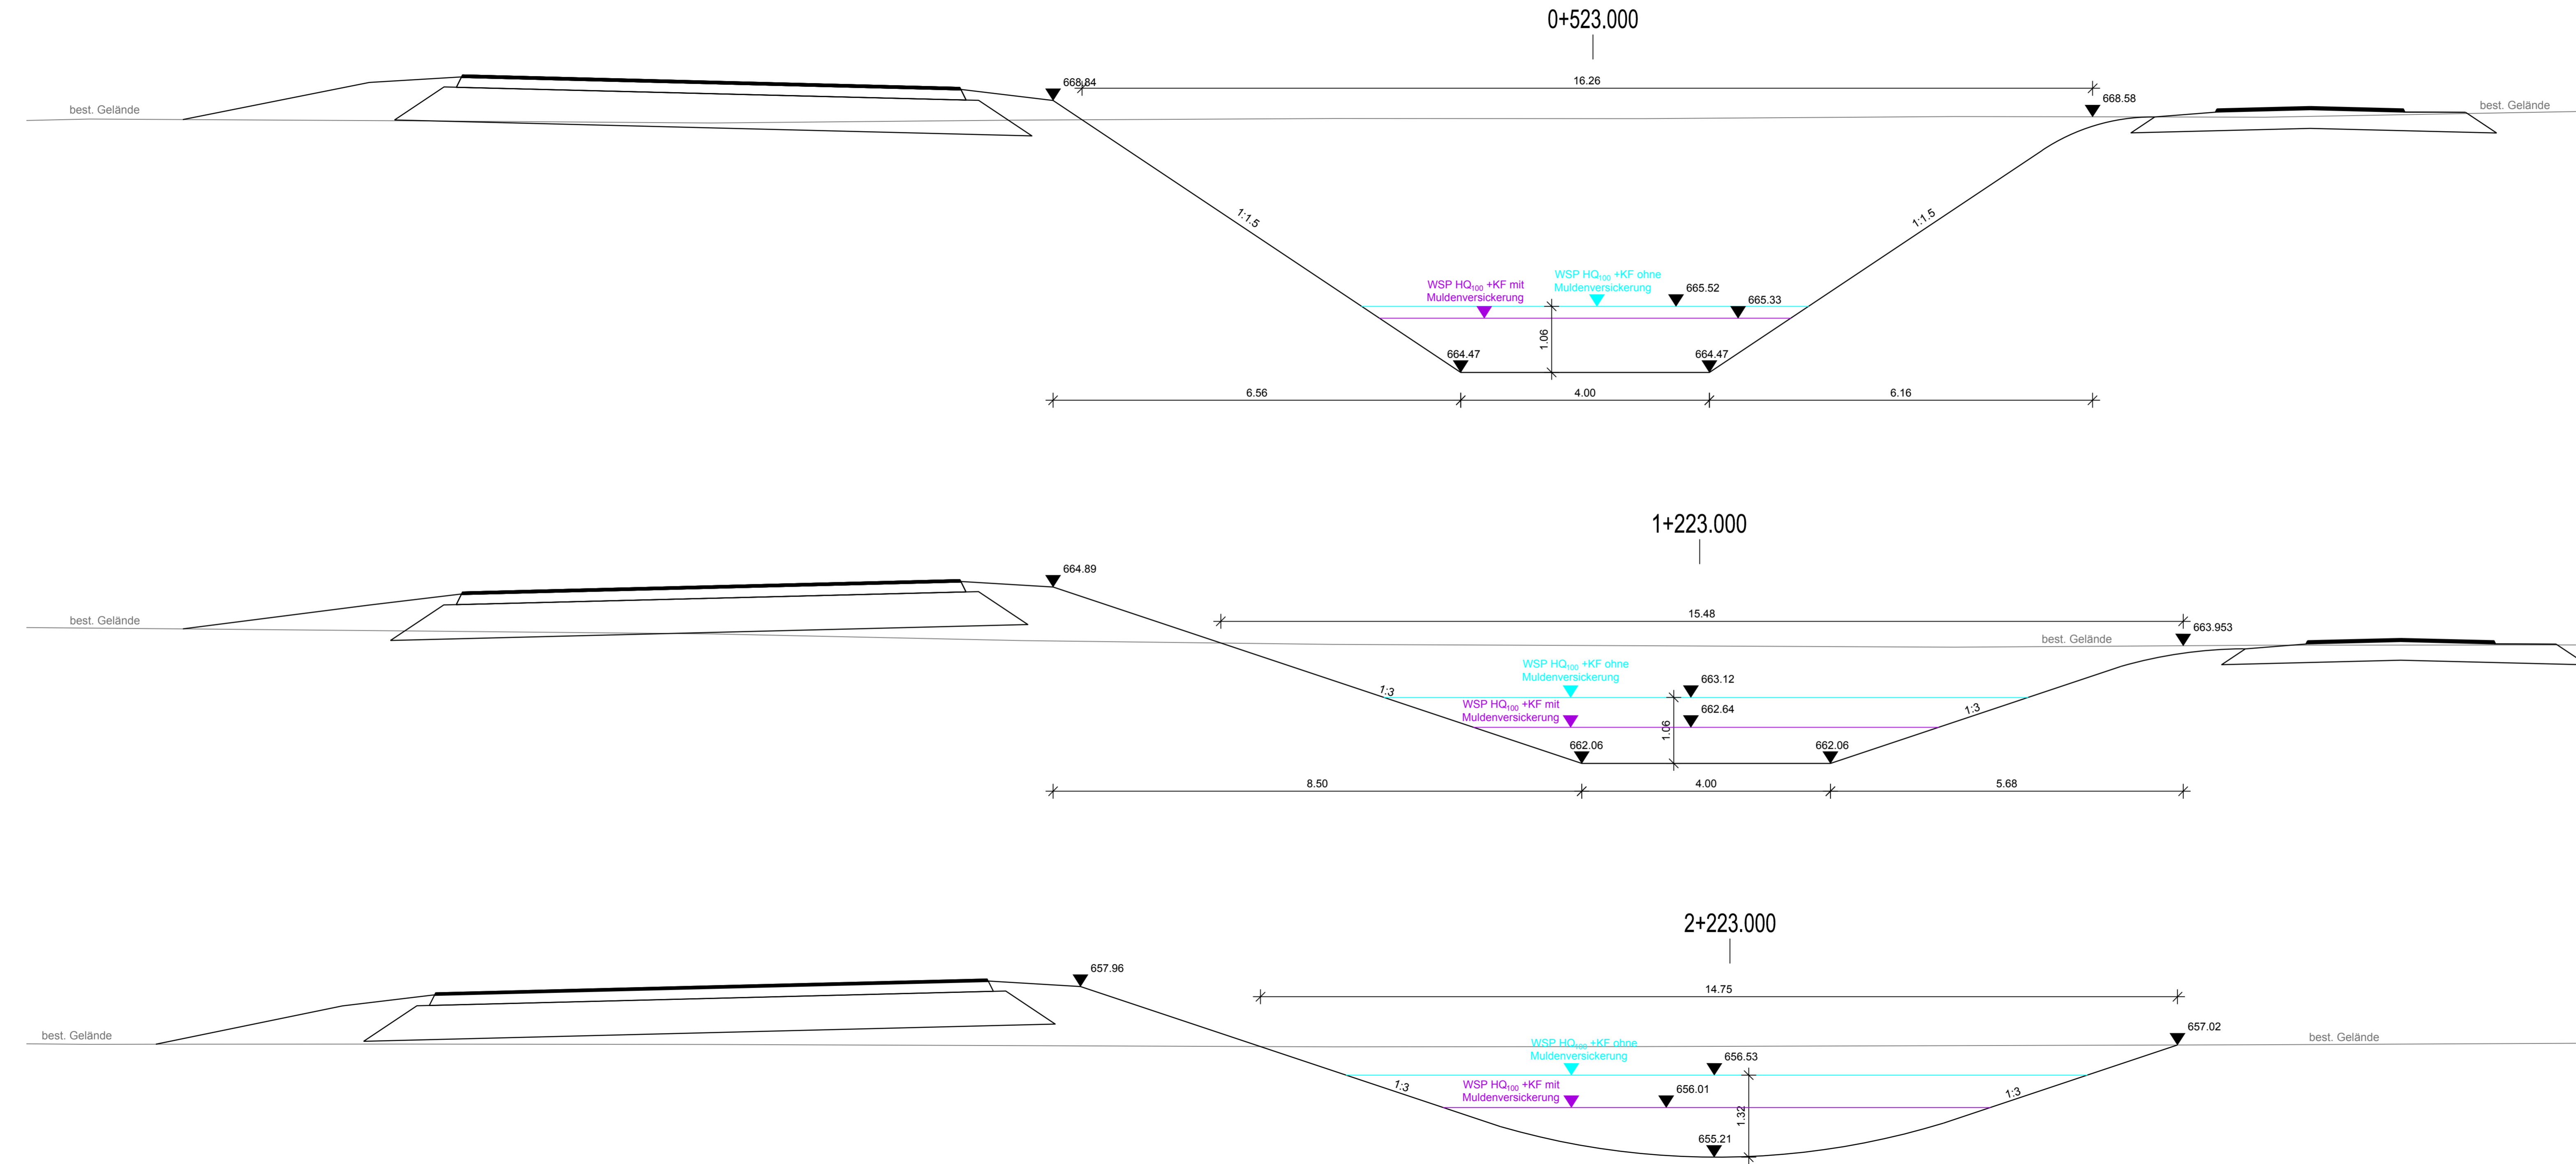 0+523.000
16.26
668.84
668.58
best. Gelände
best. Gelände
1:1.5
1:1.5
WSP HQ100 +KF mit
Muldenversickerung
WSP HQ100 +KF ohne
Muldenversickerung
665.52
665.33
1.06
664.47
664.47
6.56
4.00
6.16
1+223.000
664.89
15.48
663.953
best. Gelände
best. Gelände
WSP HQ100 +KF ohne
Muldenversickerung
663.12
1:3
WSP HQ100 +KF mit
Muldenversickerung
662.64
1:3
1.06
662.06
662.06
8.50
4.00
5.68
2+223.000
657.96
14.75
657.02
best. Gelände
best. Gelände
WSP HQ100 +KF ohne
Muldenversickerung
656.53
1:3
WSP HQ100 +KF mit
Muldenversickerung
656.01
1:3
1.32
655.21